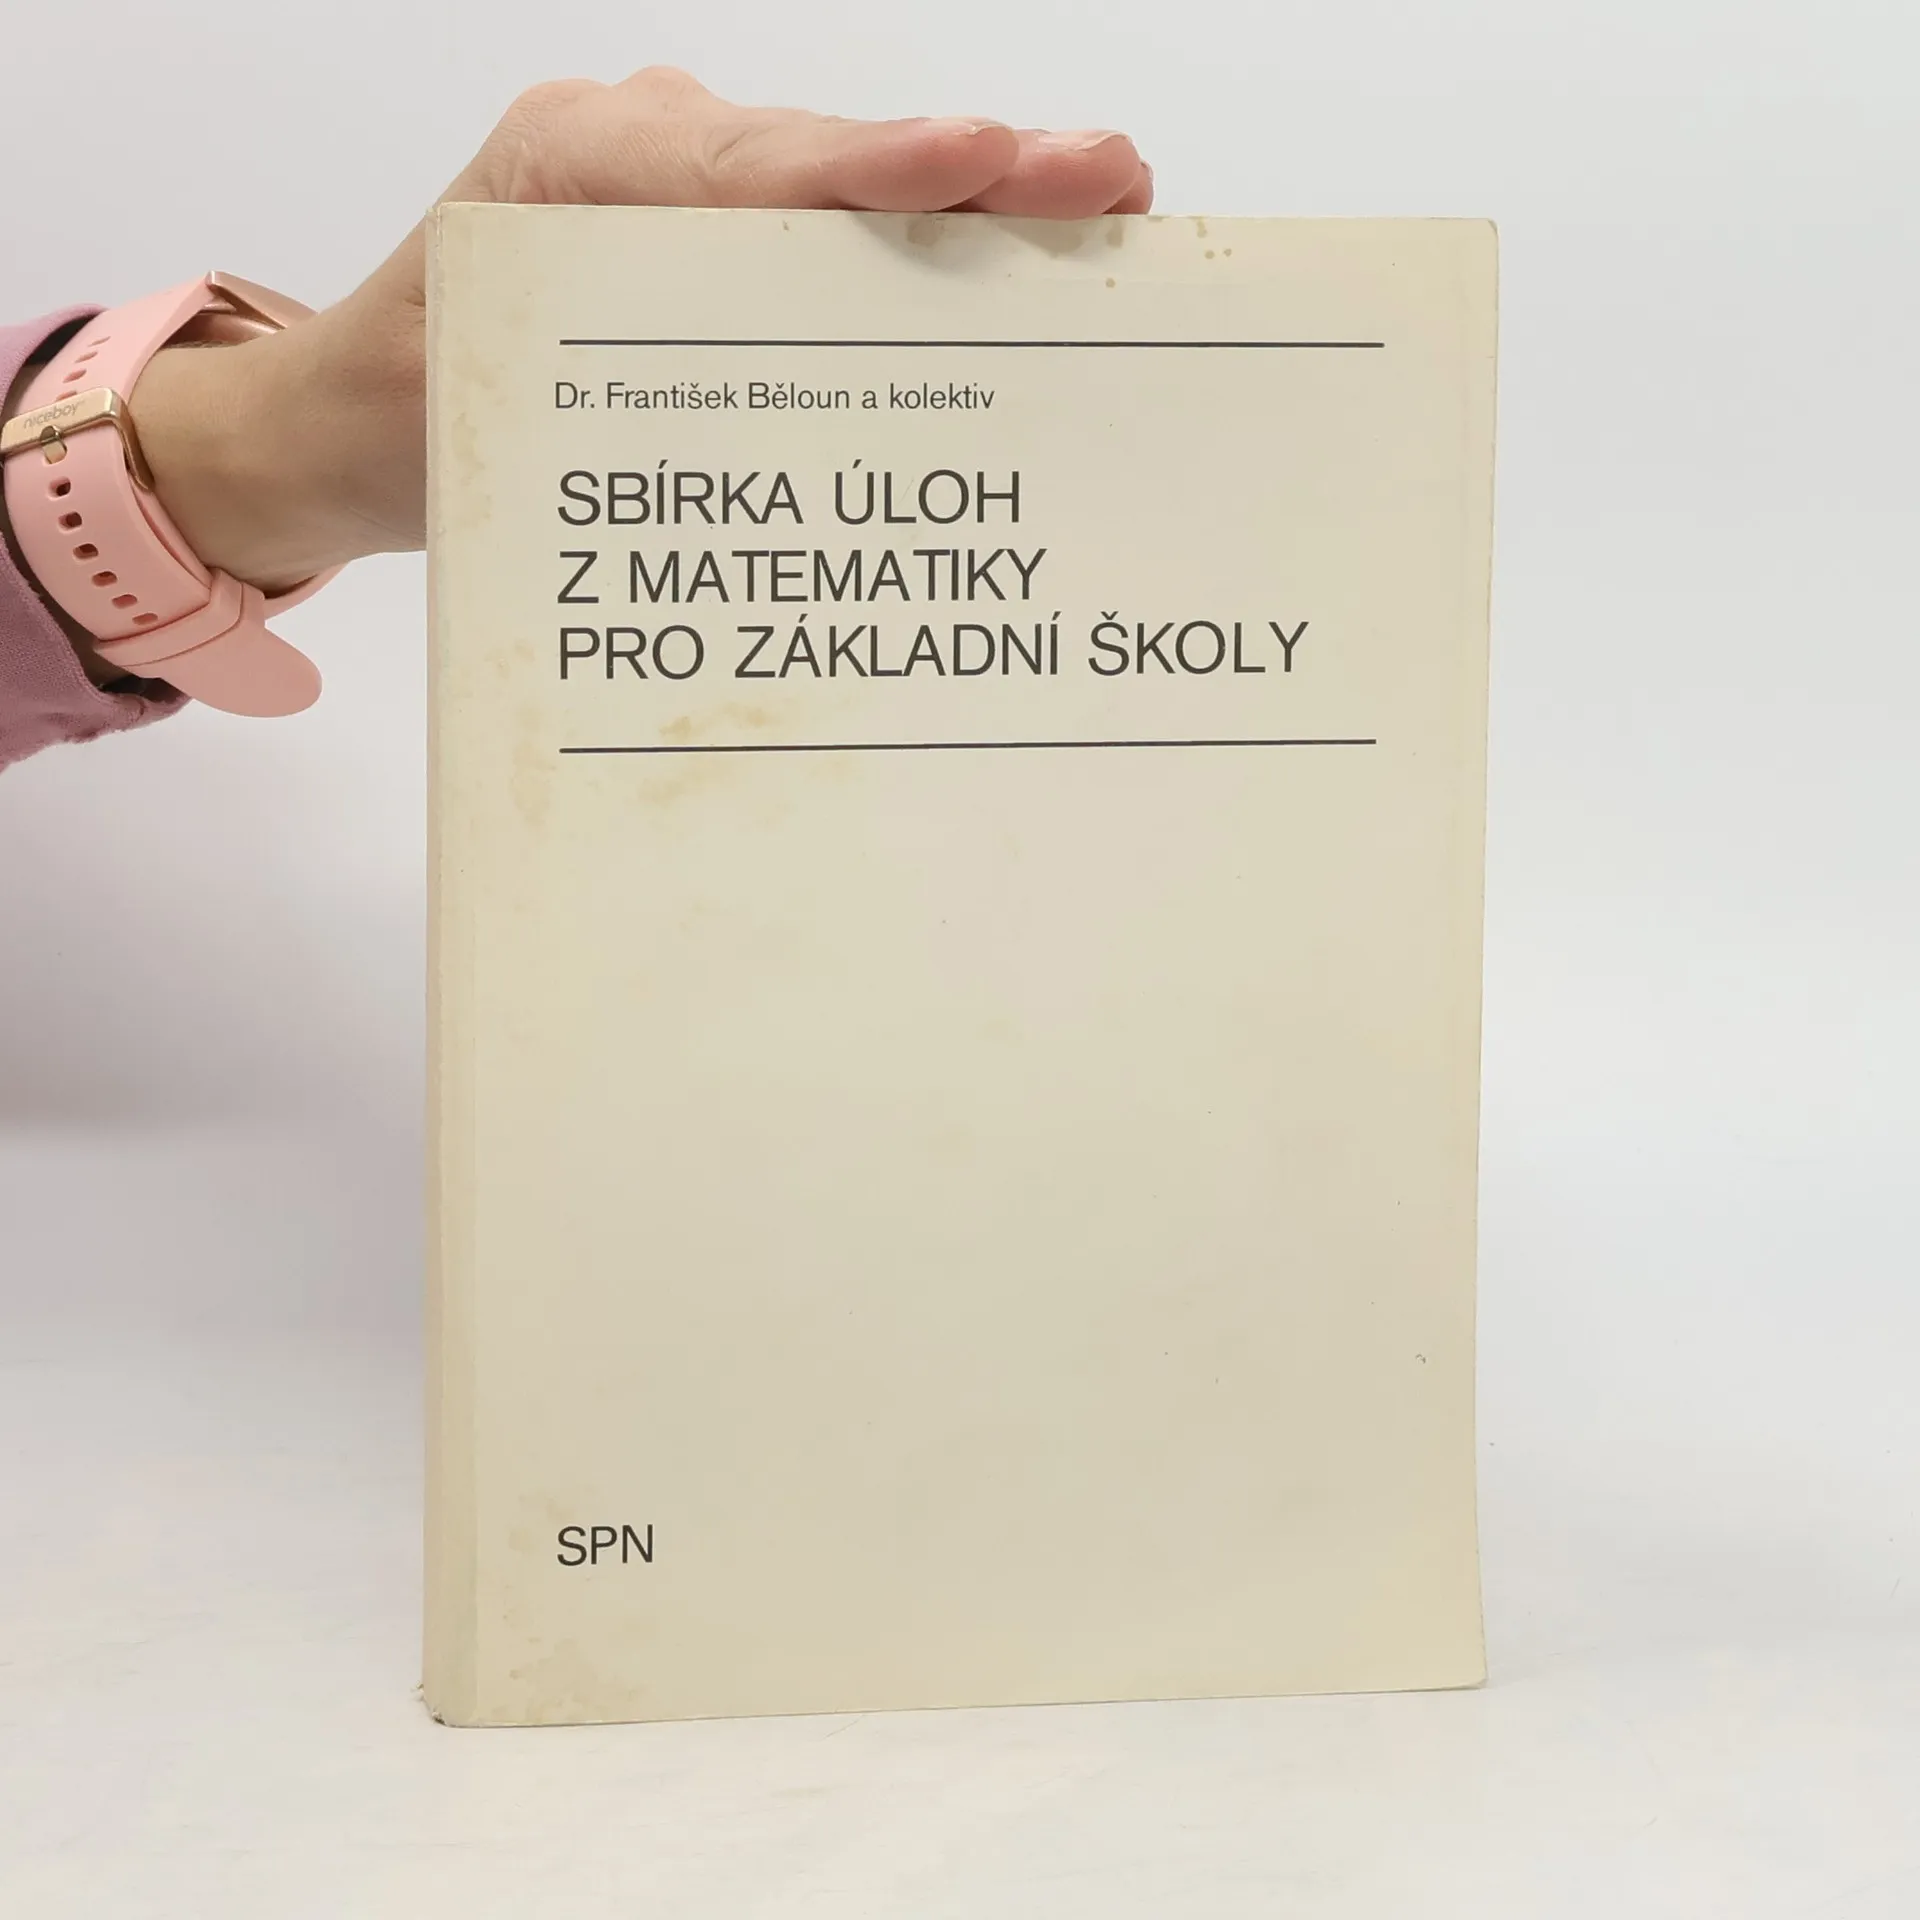 niceboy
Dr. František Běloun a kolektiv
SBÍRKA ÚLOH
Z MATEMATIKY
PRO ZÁKLADNÍ ŠKOLY
SPN